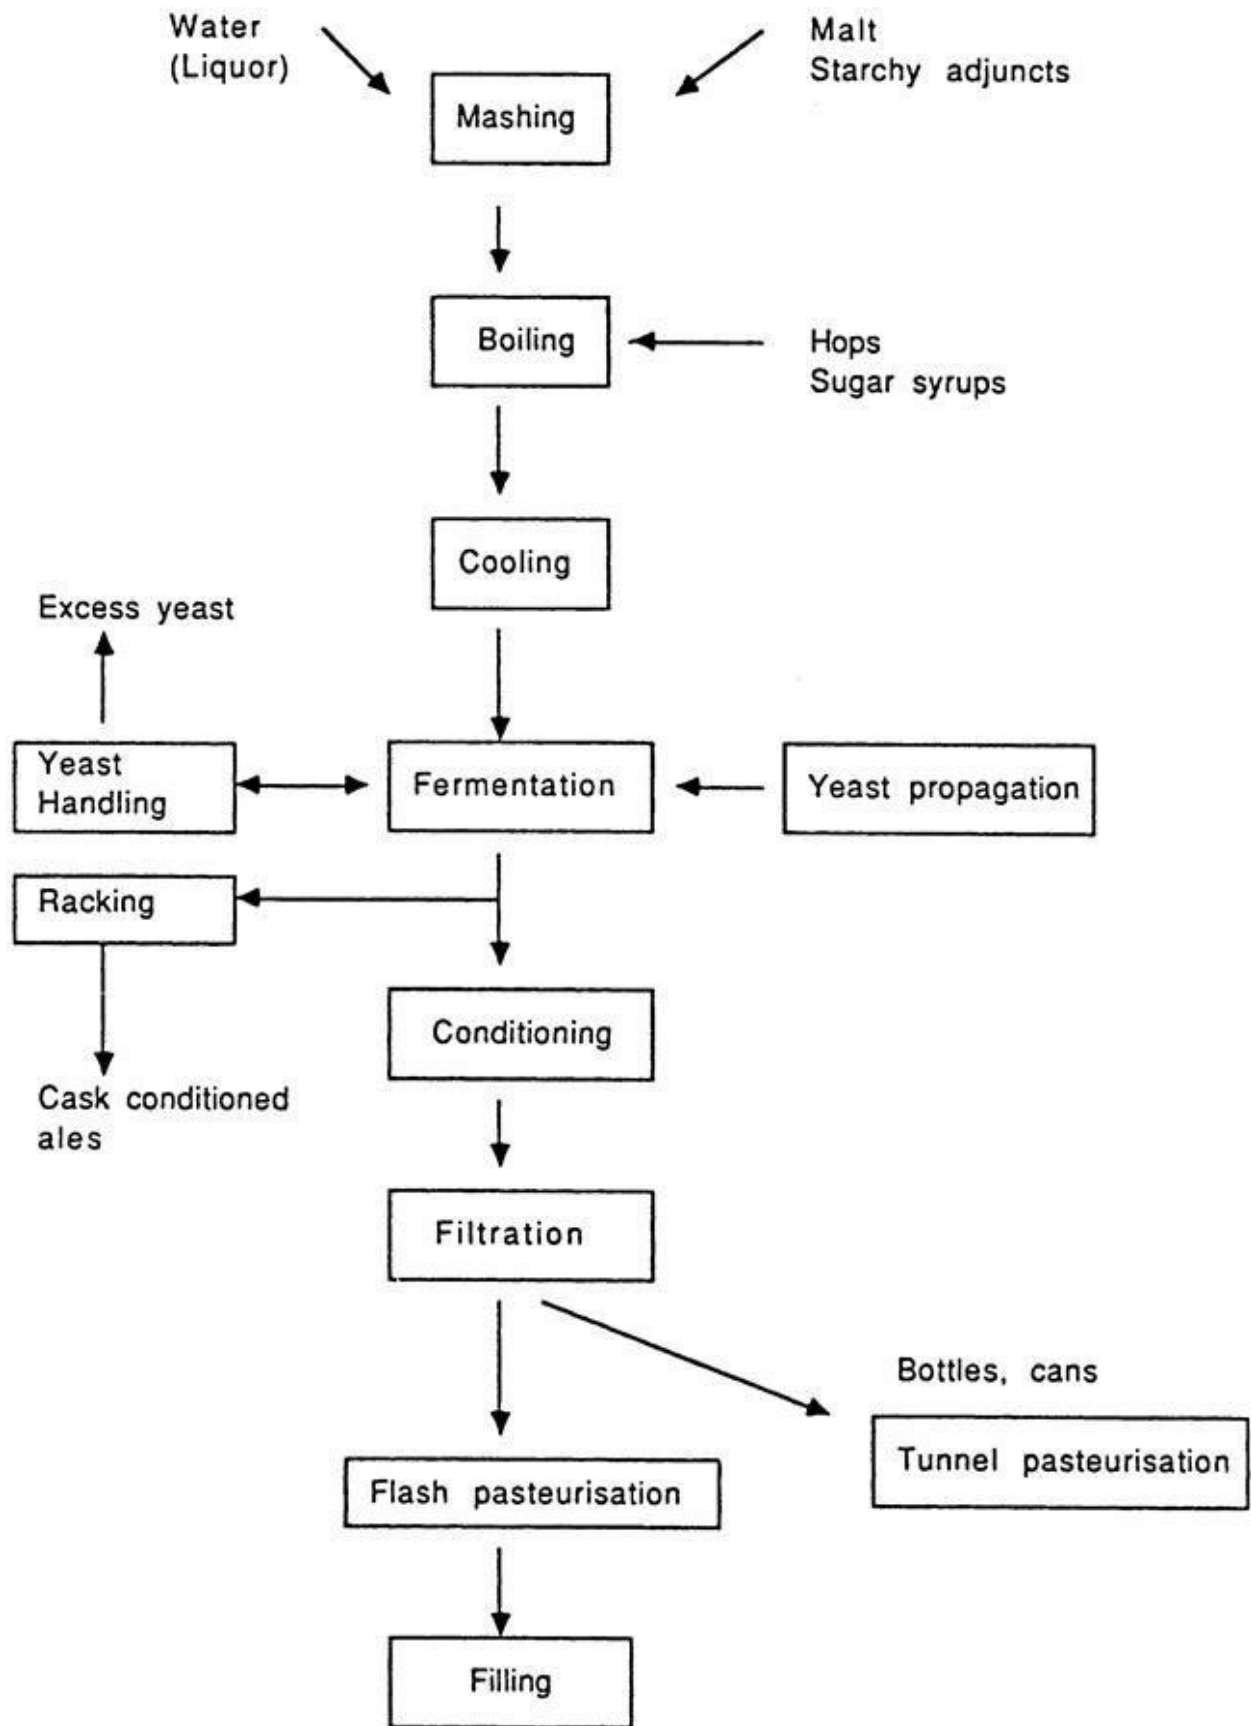 Water
(Liquor)
Malt
Starchy adjuncts
Mashing
Boiling
Hops
Sugar syrups
Cooling
Excess yeast
Yeast
Handling
Fermentation
Yeast propagation
Racking
Conditioning
Cask conditioned
ales
Filtration
Bottles, cans
Tunnel pasteurisation
Flash pasteurisation
Filling